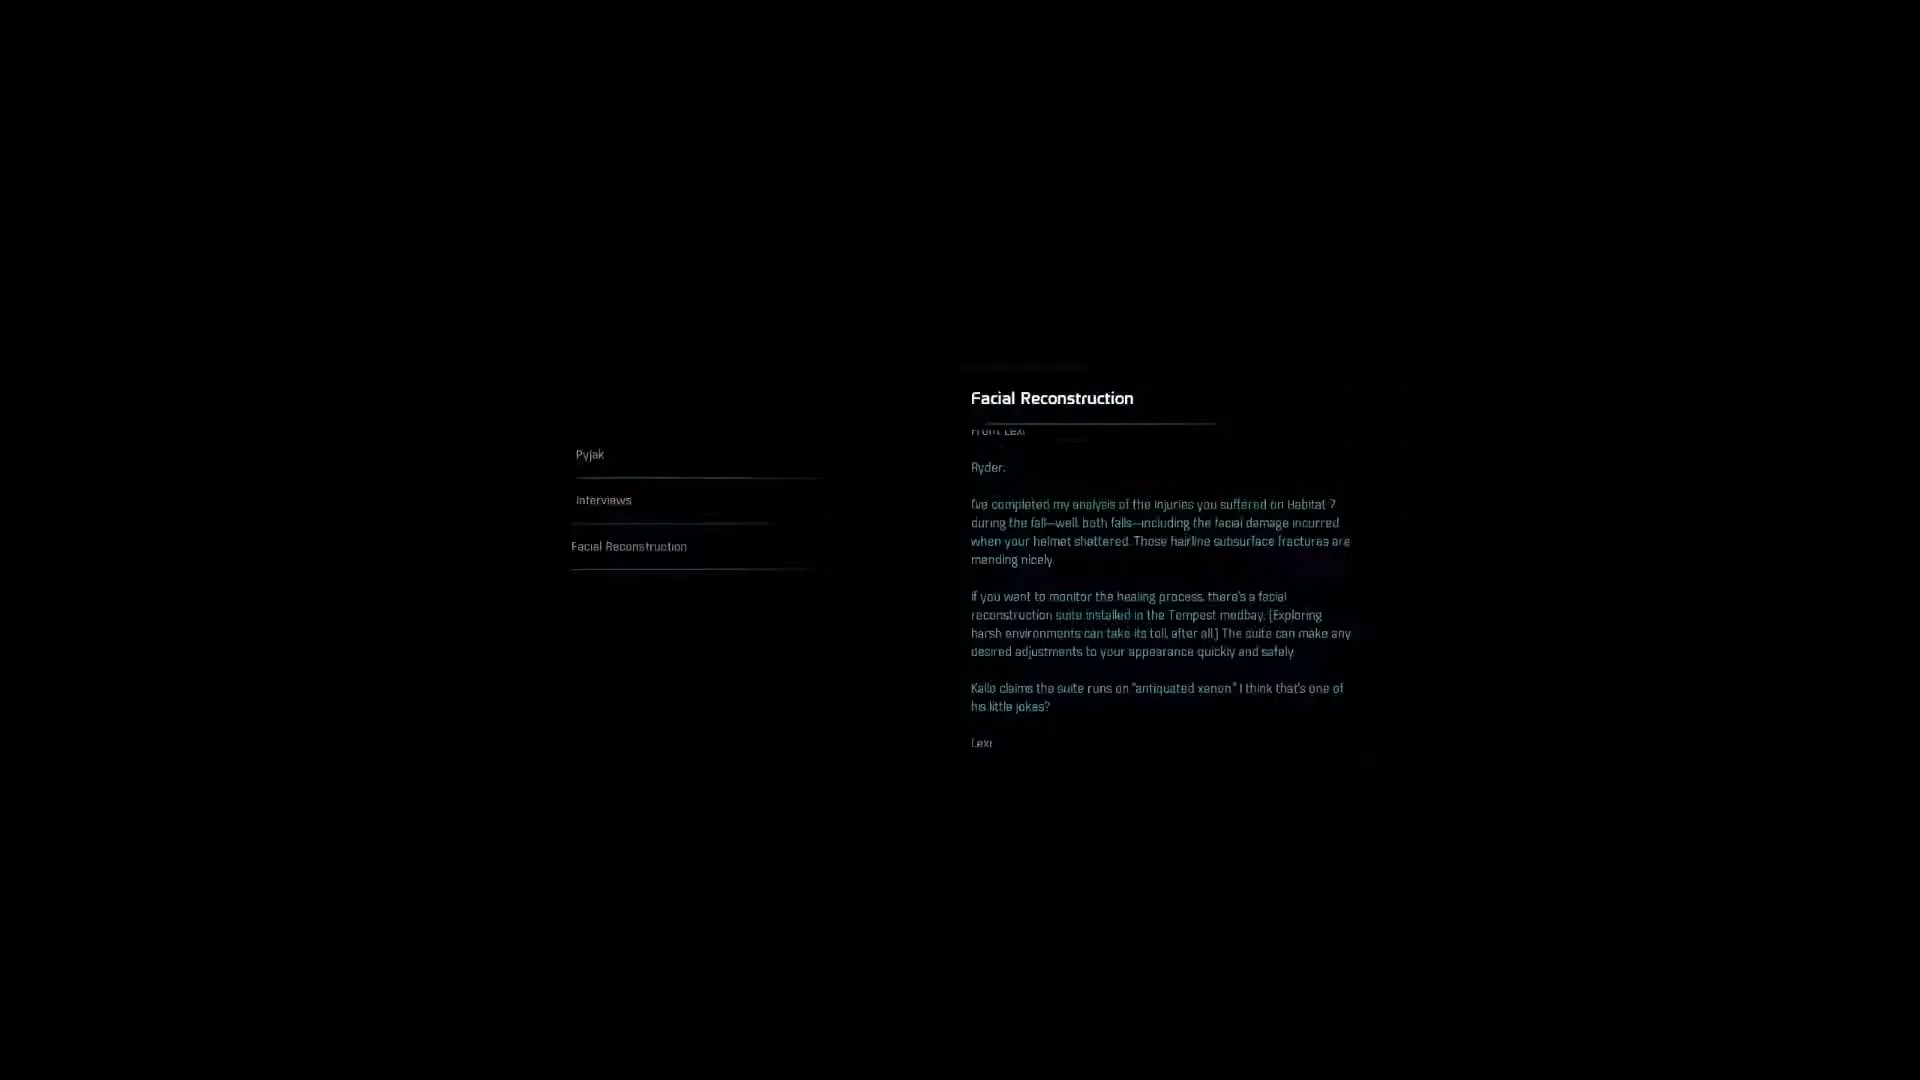 Pyjak
Interviews
Facial Reconstruction
Facial Reconstruction
From: Lexi
Ryder:
I've completed my analysis of the injuries you suffered on Habitat 7
during the fall—well, both falls—including the facial damage incurred
when your helmet shattered. Those hairline subsurface fractures are
mending nicely.
If you want to monitor the healing process, there's a facial
reconstruction suite installed in the Tempest medbay. (Exploring
harsh environments can take its toll, after all.) The suite can make any
desired adjustments to your appearance quickly and safely.
Kallo claims the suite runs on "antiquated xenon." I think that's one of
his little jokes?
Lexi